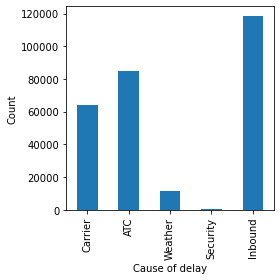 120000
100000
80000
60000
40000
20000
0
Count
Carrier
ATC
Weather
Security
Inbound
Cause of delay